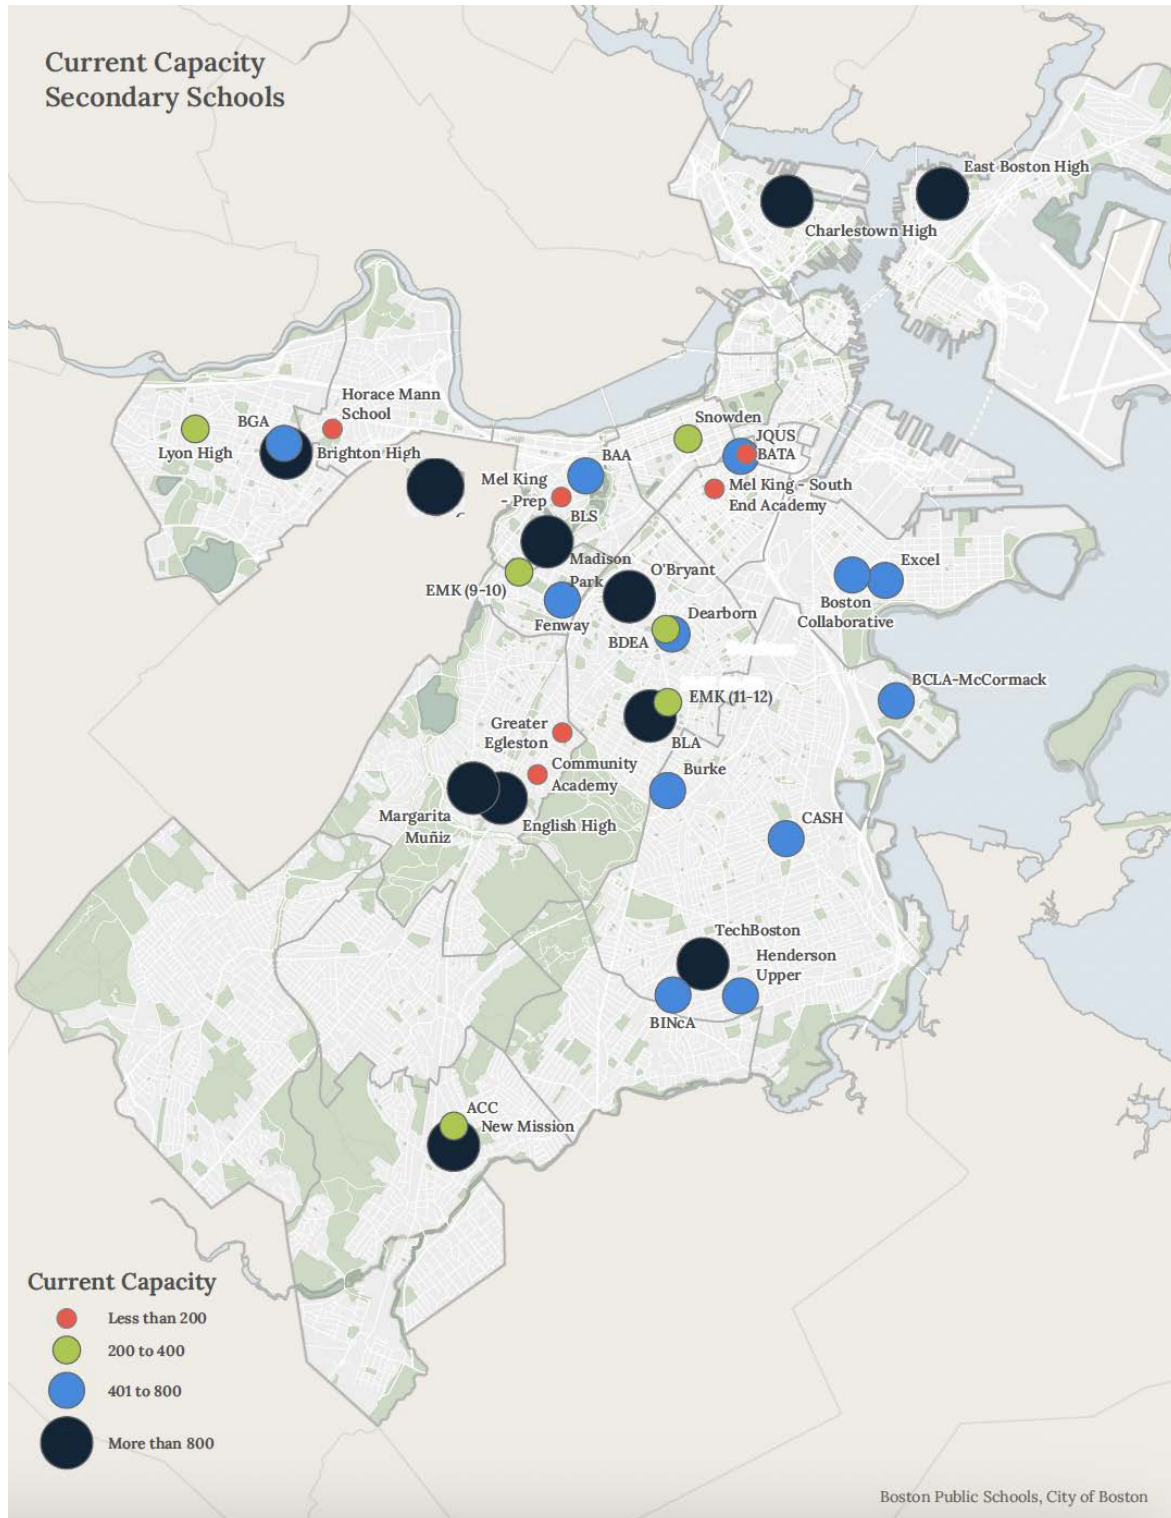 Current Capacity
Secondary Schools
East Boston High
Charlestown High
Horace Mann
School
BGA
Lyon High
Brighton High
Snowden
JQUS
BATA
BAA
Mel King
- Prep
Mel King - South
End Academy
BLS
Madison
Park
O'Bryant
EMK (9-10)
Fenway
Excel
Boston
Collaborative
Dearborn
BDEA
BCLA-McCormack
EMK (11-12)
BLA
Greater
Egleston
Community
Academy
Burke
Margarita
Muñiz
English High
CASH
TechBoston
Henderson
Upper
BINcA
ACC
New Mission
Current Capacity
Less than 200
200 to 400
401 to 800
More than 800
Boston Public Schools, City of Boston